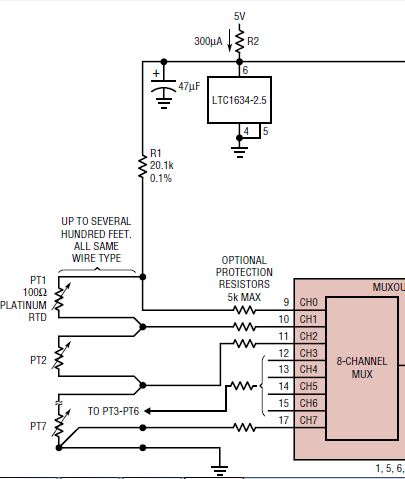 5V
300µA
R2
+
47µF
6
LTC1634-2.5
4
5
R1
20.1k
0.1%
UP TO SEVERAL
HUNDRED FEET.
ALL SAME
WIRE TYPE
OPTIONAL
PROTECTION
RESISTORS
5k MAX
PT1
100Ω
PLATINUM
RTD
MUXOU
9 CH0
10 CH1
11 CH2
12 CH3
13 CH4
14 CH5
15 CH6
17 CH7
8-CHANNEL
MUX
PT2
TO PT3-PT6
PT7
1, 5, 6,